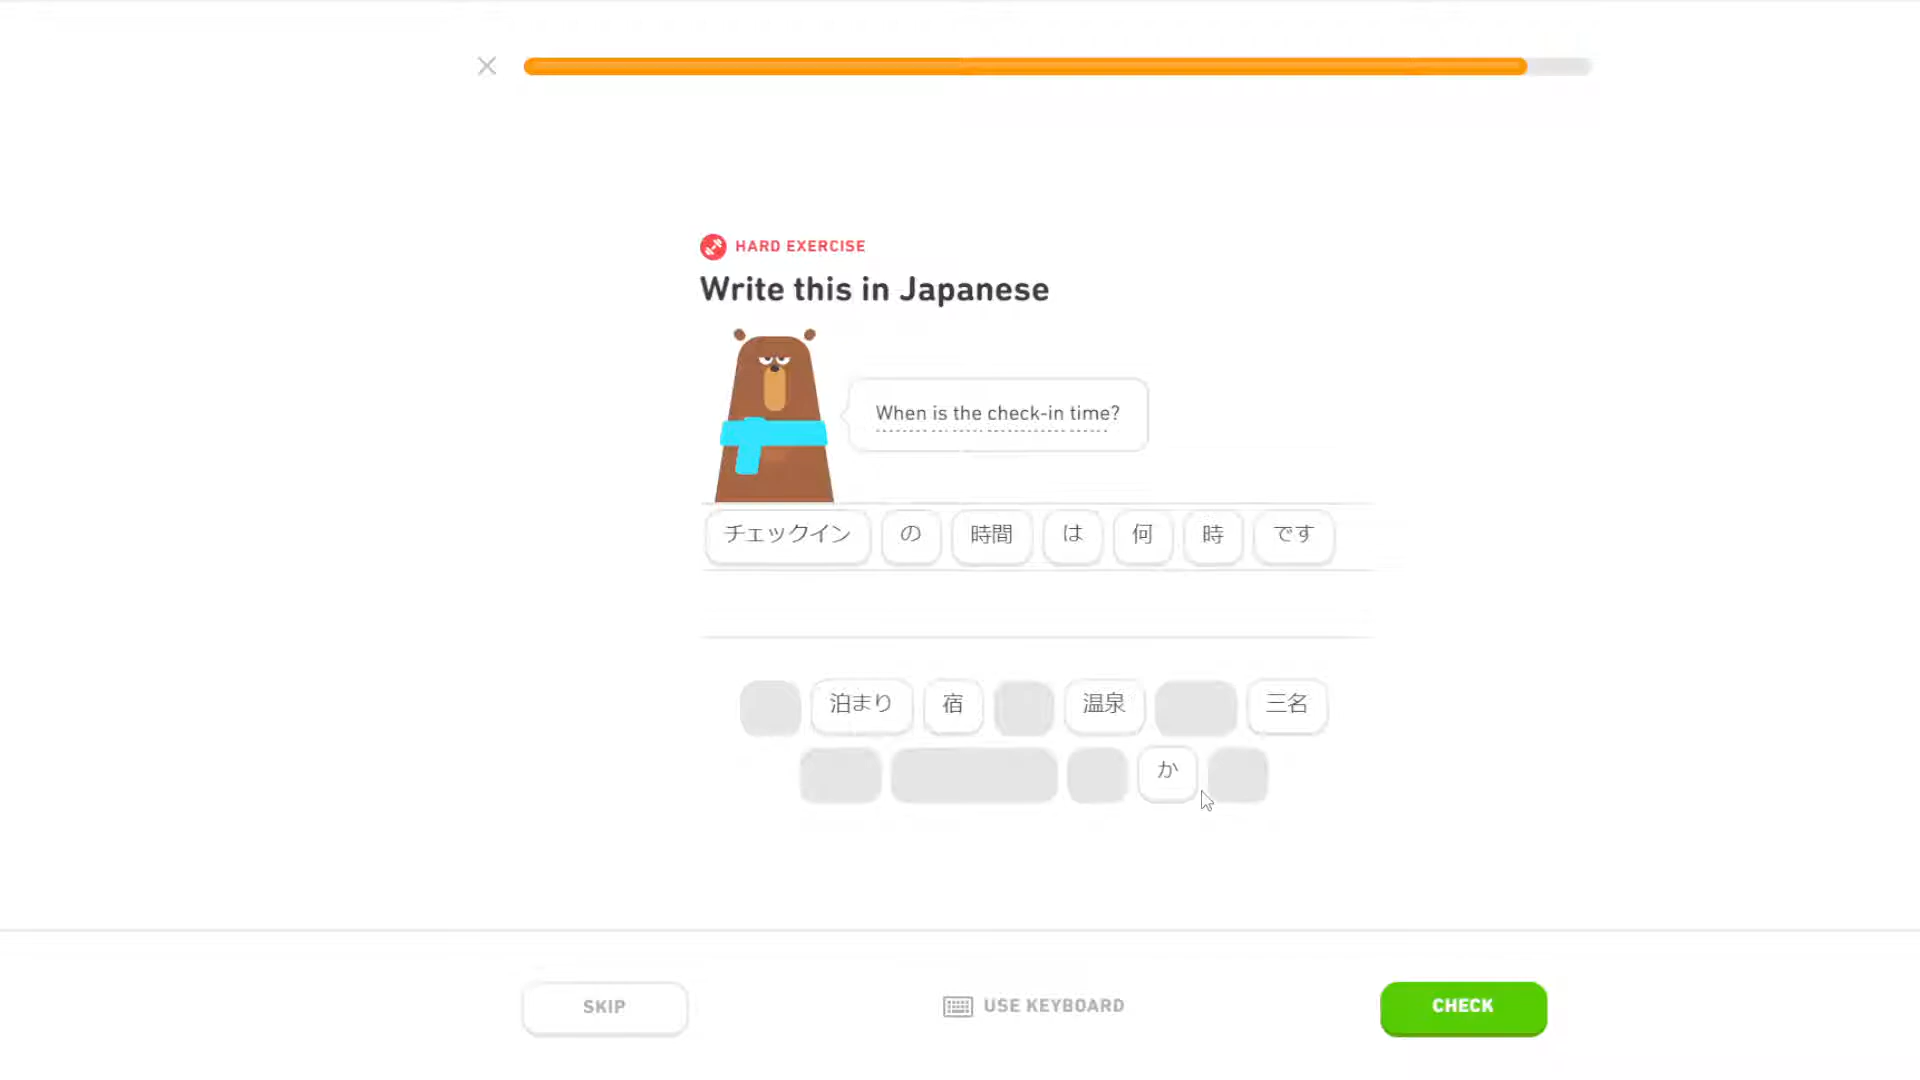 HARD EXERCISE
Write this in Japanese
When is the check-in time?
チェックイン の 時間 は 何 時 です
泊まり 宿 温泉 三名
か
SKIP USE KEYBOARD CHECK